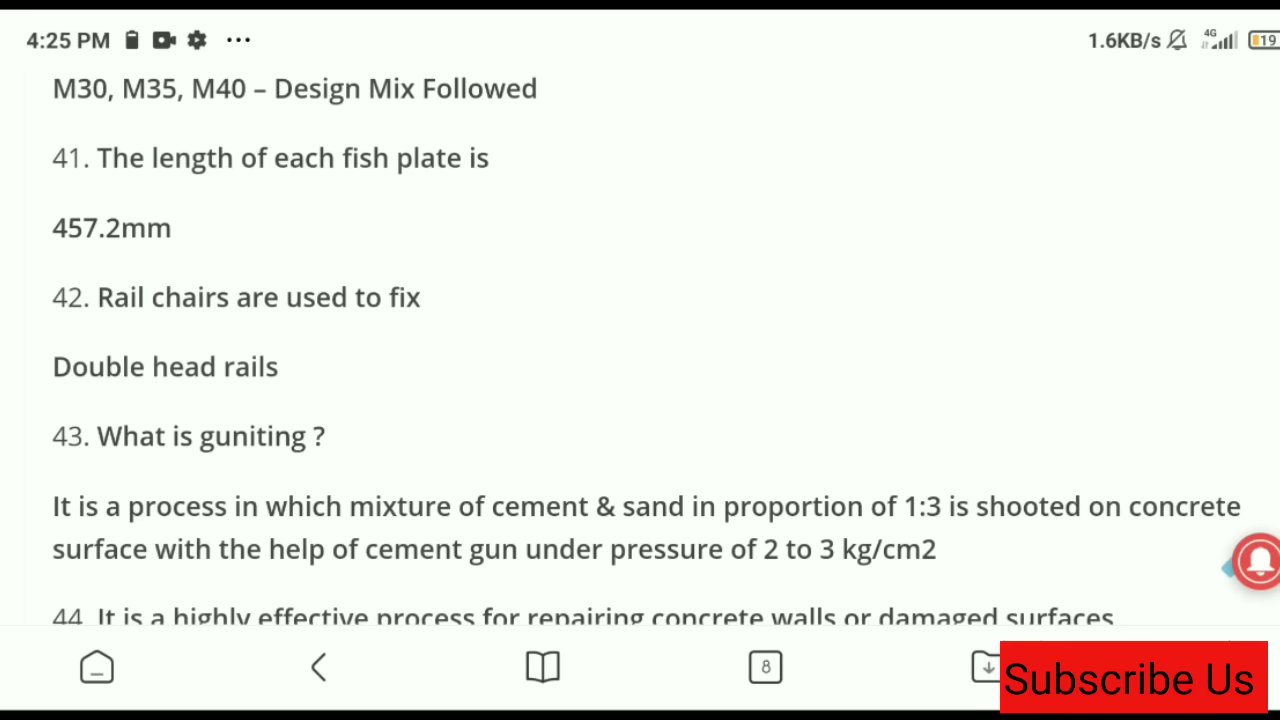 4:25 PM ... 1.6KB/s 4G 19
M30, M35, M40 – Design Mix Followed
41. The length of each fish plate is
457.2mm
42. Rail chairs are used to fix
Double head rails
43. What is guniting ?
It is a process in which mixture of cement & sand in proportion of 1:3 is shooted on concrete
surface with the help of cement gun under pressure of 2 to 3 kg/cm2
44. It is a highly effective process for repairing concrete walls or damaged surfaces
8
Subscribe Us